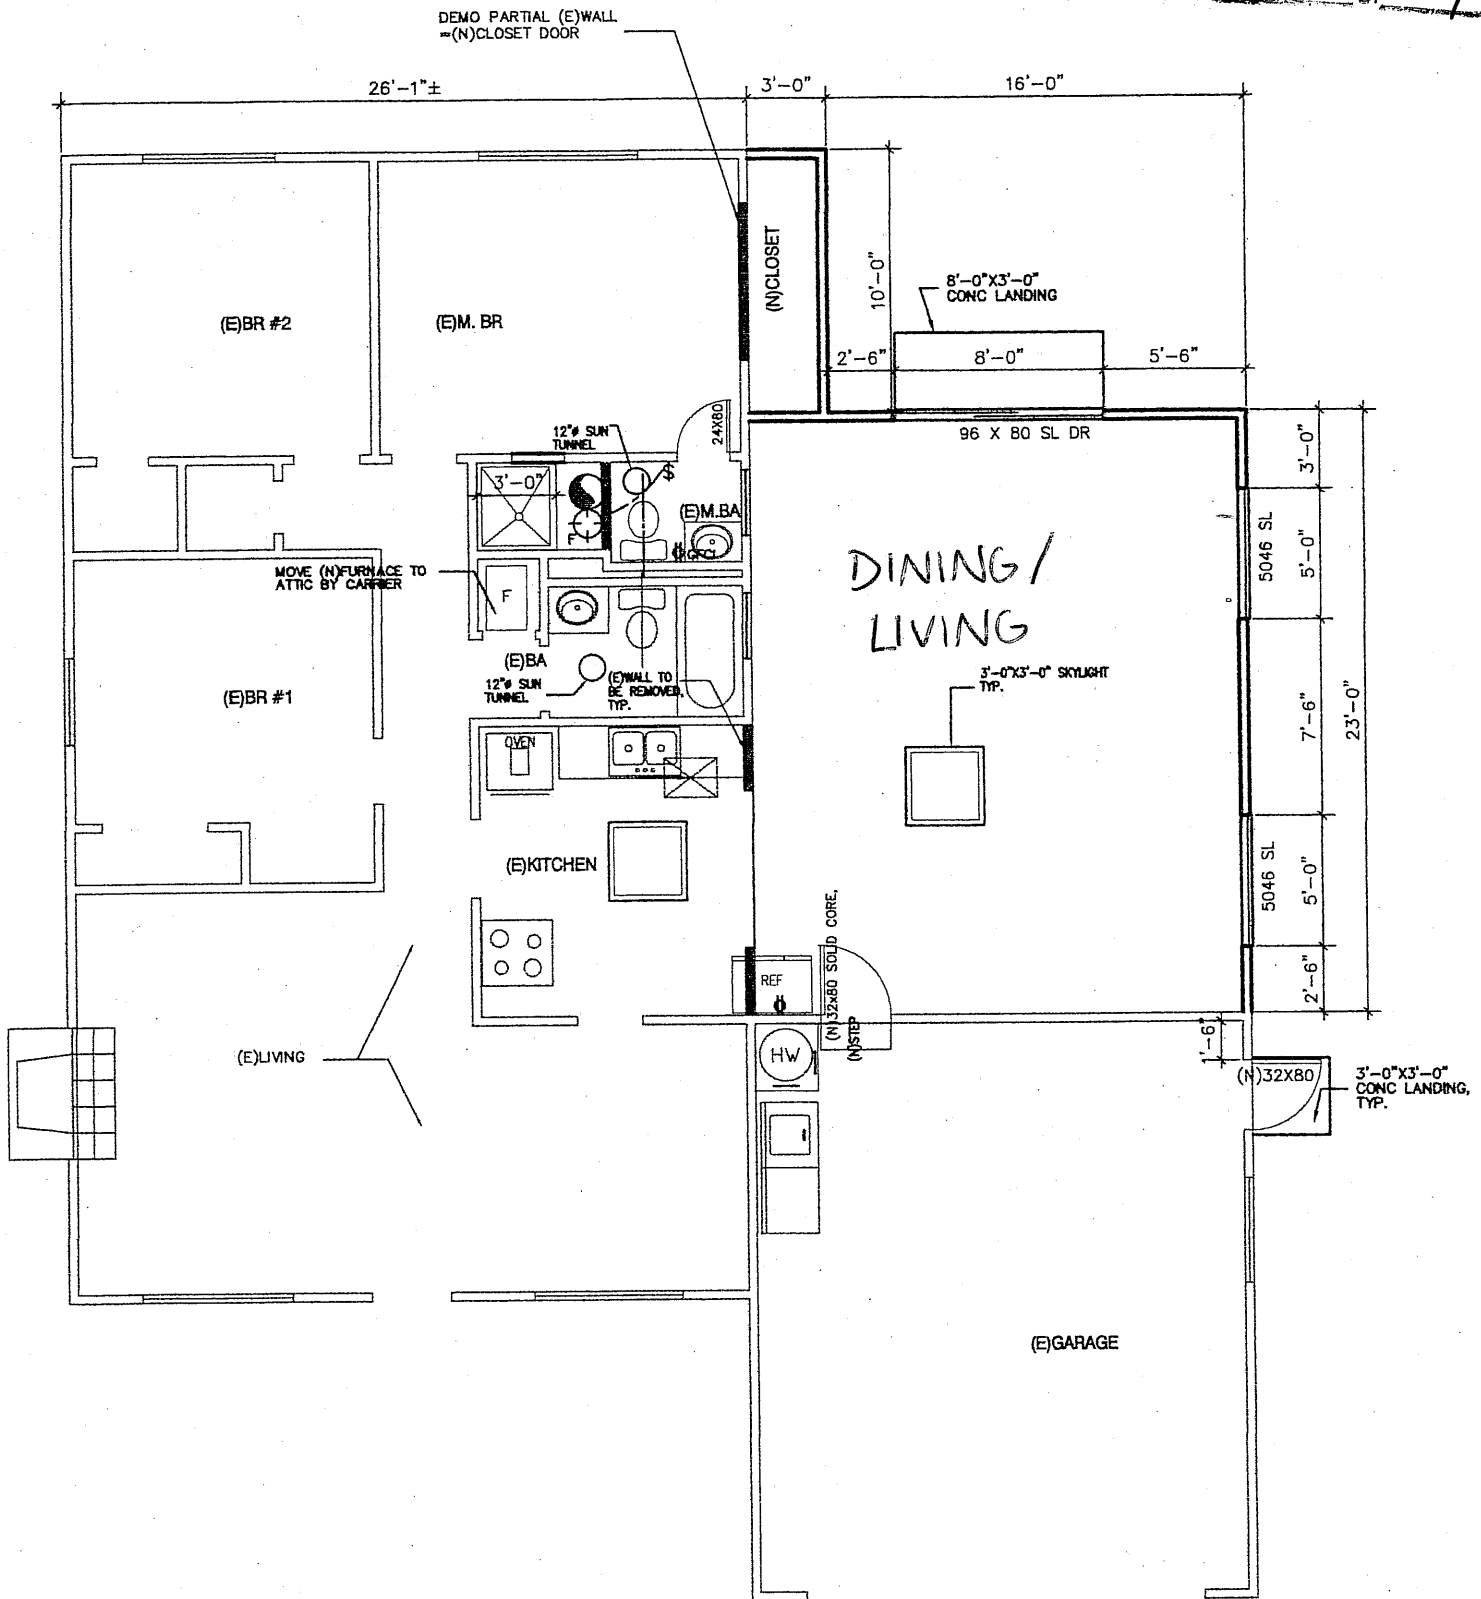 DEMO PARTIAL (E)WALL
=(N)CLOSET DOOR
26'-1"±
3'-0"
16'-0"
(N)CLOSET
10'-0"
8'-0"X3'-0"
CONC LANDING
(E)BR #2
(E)M. BR
2'-6"
8'-0"
5'-6"
24X80
96 X 80 SL DR
12"ø SUN
TUNNEL
3'-0"
3'-0"
$
F
(E)M.BA
GFCI
5046 SL
5'-0"
DINING/
LIVING
MOVE (N)FURNACE TO
ATTIC BY CARRIER
F
(E)BA
12"ø SUN
TUNNEL
(E)WALL TO
BE REMOVED,
TYP.
3'-0"X3'-0" SKYLIGHT
TYP.
(E)BR #1
7'-6"
23'-0"
OVEN
(E)KITCHEN
5046 SL
5'-0"
(N)32x80 SOLID CORE,
(N)STEP
REF
2'-6"
1'-6"
HW
(E)LIVING
(N)32X80
3'-0"X3'-0"
CONC LANDING,
TYP.
(E)GARAGE